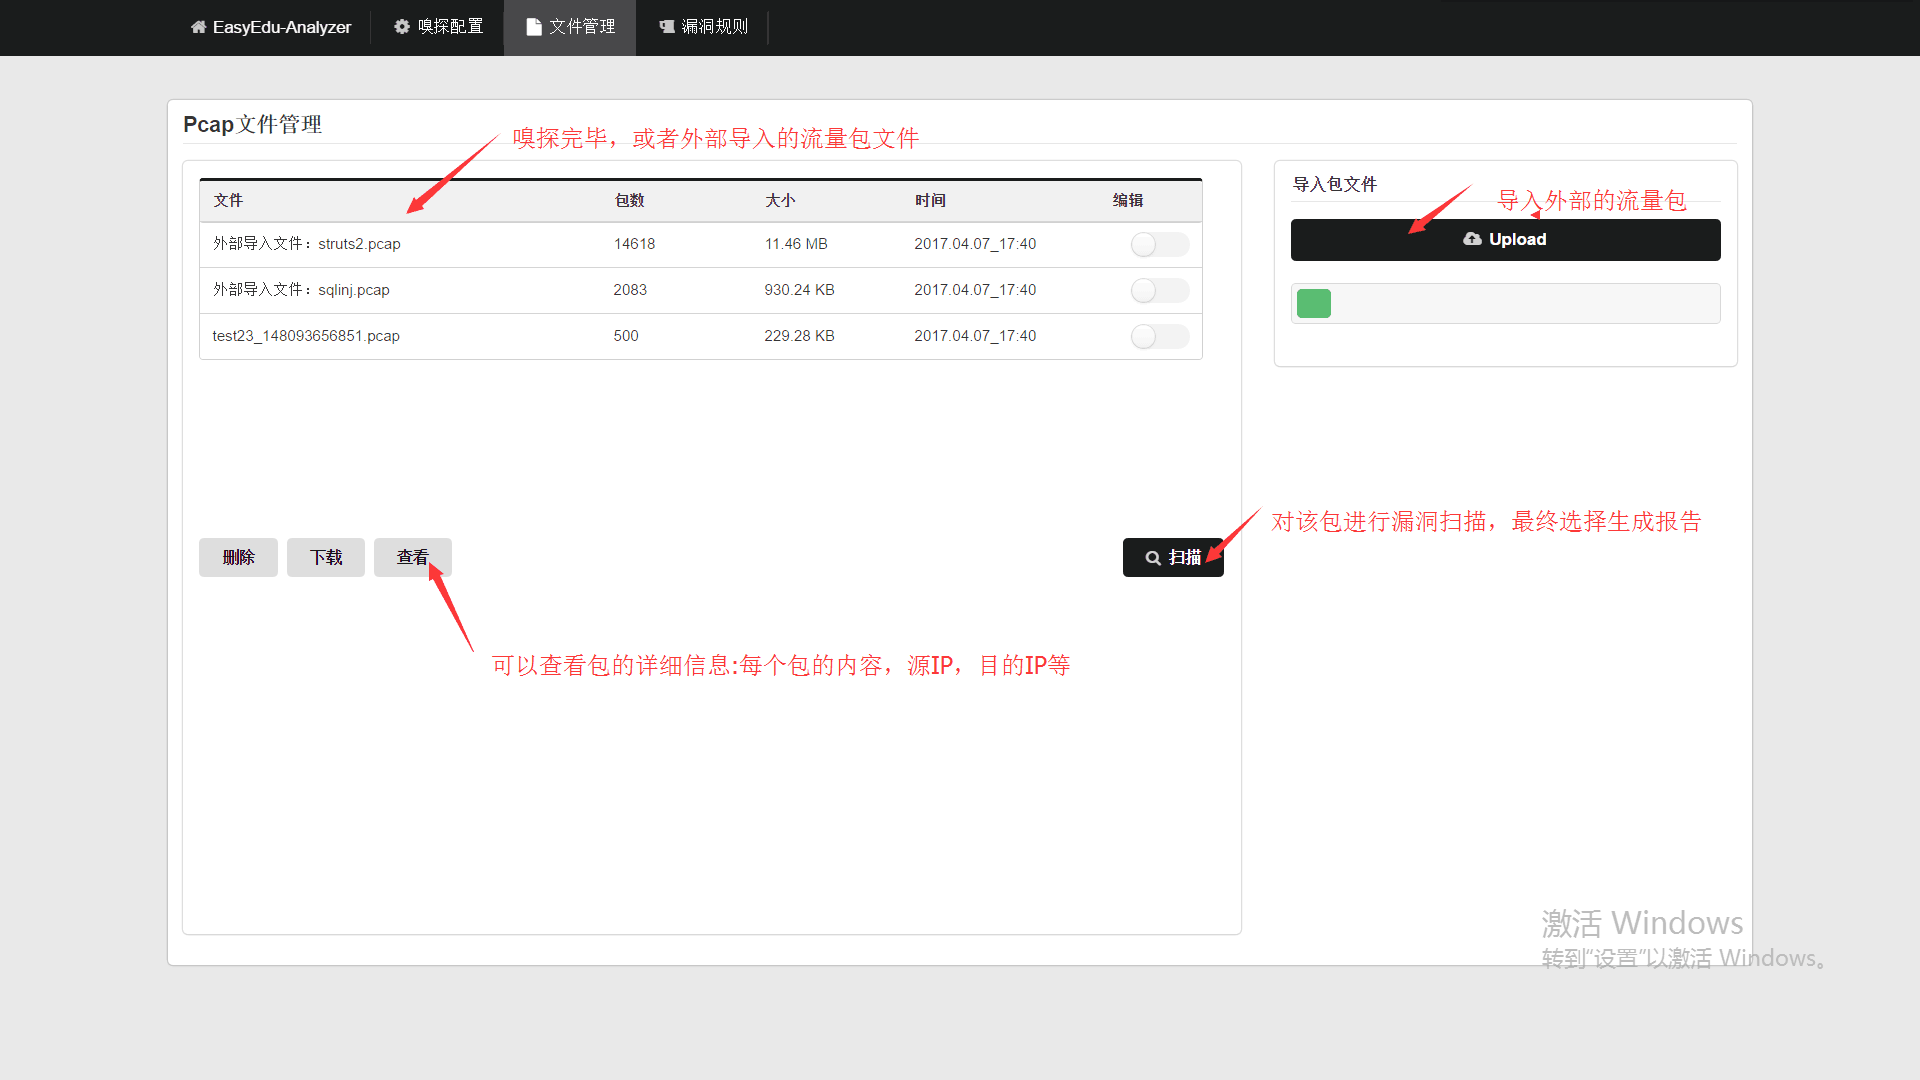 EasyEdu-Analyzer 嗅探配置 文件管理 漏洞规则
Pcap文件管理
嗅探完毕，或者外部导入的流量包文件
文件 包数 大小 时间 编辑
外部导入文件：struts2.pcap 14618 11.46 MB 2017.04.07_17:40
外部导入文件：sqlinj.pcap 2083 930.24 KB 2017.04.07_17:40
test23_148093656851.pcap 500 229.28 KB 2017.04.07_17:40
导入包文件
导入外部的流量包
Upload
对该包进行漏洞扫描，最终选择生成报告
删除 下载 查看 扫描
可以查看包的详细信息:每个包的内容，源IP，目的IP等
激活 Windows
转到“设置”以激活 Windows。